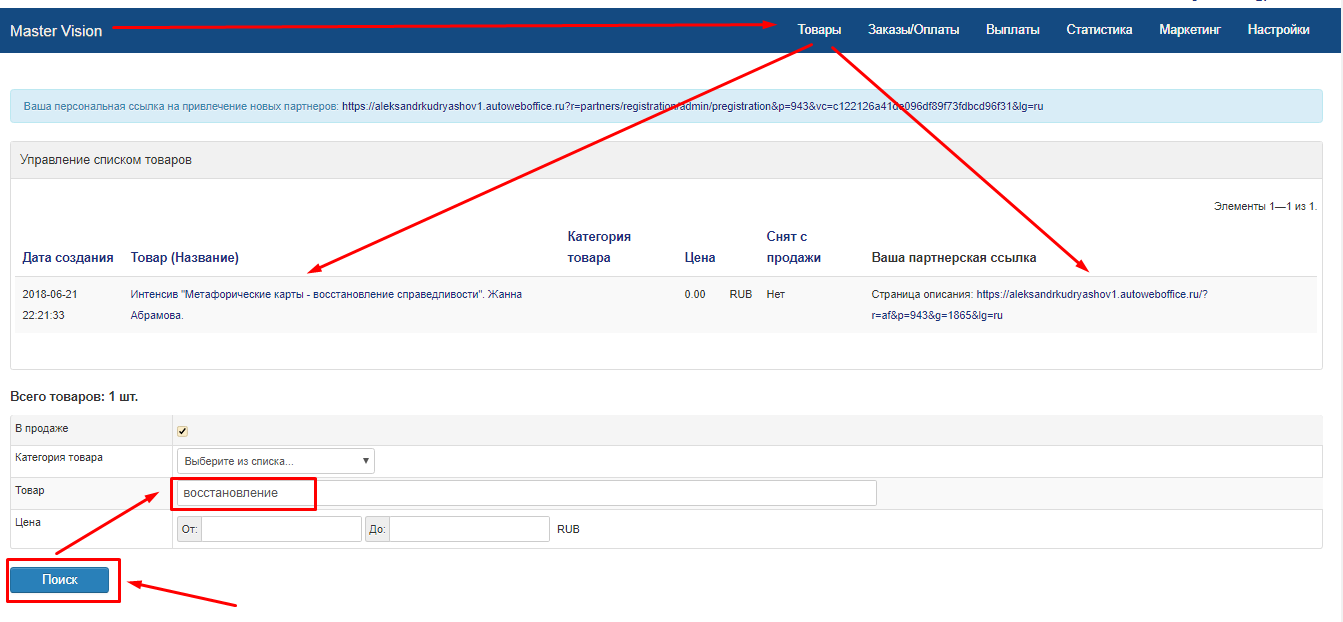 Master Vision Товары Заказы/Оплаты Выплаты Статистика Маркетинг Настройки
Ваша персональная ссылка на привлечение новых партнеров: https://aleksandrkudryashov1.autoweboffice.ru?r=partners/registration/admin/pregistration&p=943&vc=c122126a41de096df89f73fdbcd96f31&lg=ru
Управление списком товаров
Элементы 1—1 из 1.
Дата создания Товар (Название) Категория товара Цена Снят с продажи Ваша партнерская ссылка
2018-06-21 Интенсив "Метафорические карты - восстановление справедливости". Жанна 0.00 RUB Нет Страница описания: https://aleksandrkudryashov1.autoweboffice.ru/?
22:21:33 Абрамова. r=af&p=943&g=1865&lg=ru
Всего товаров: 1 шт.
В продаже
Категория товара Выберите из списка...
Товар восстановление
Цена От: До: RUB
Поиск